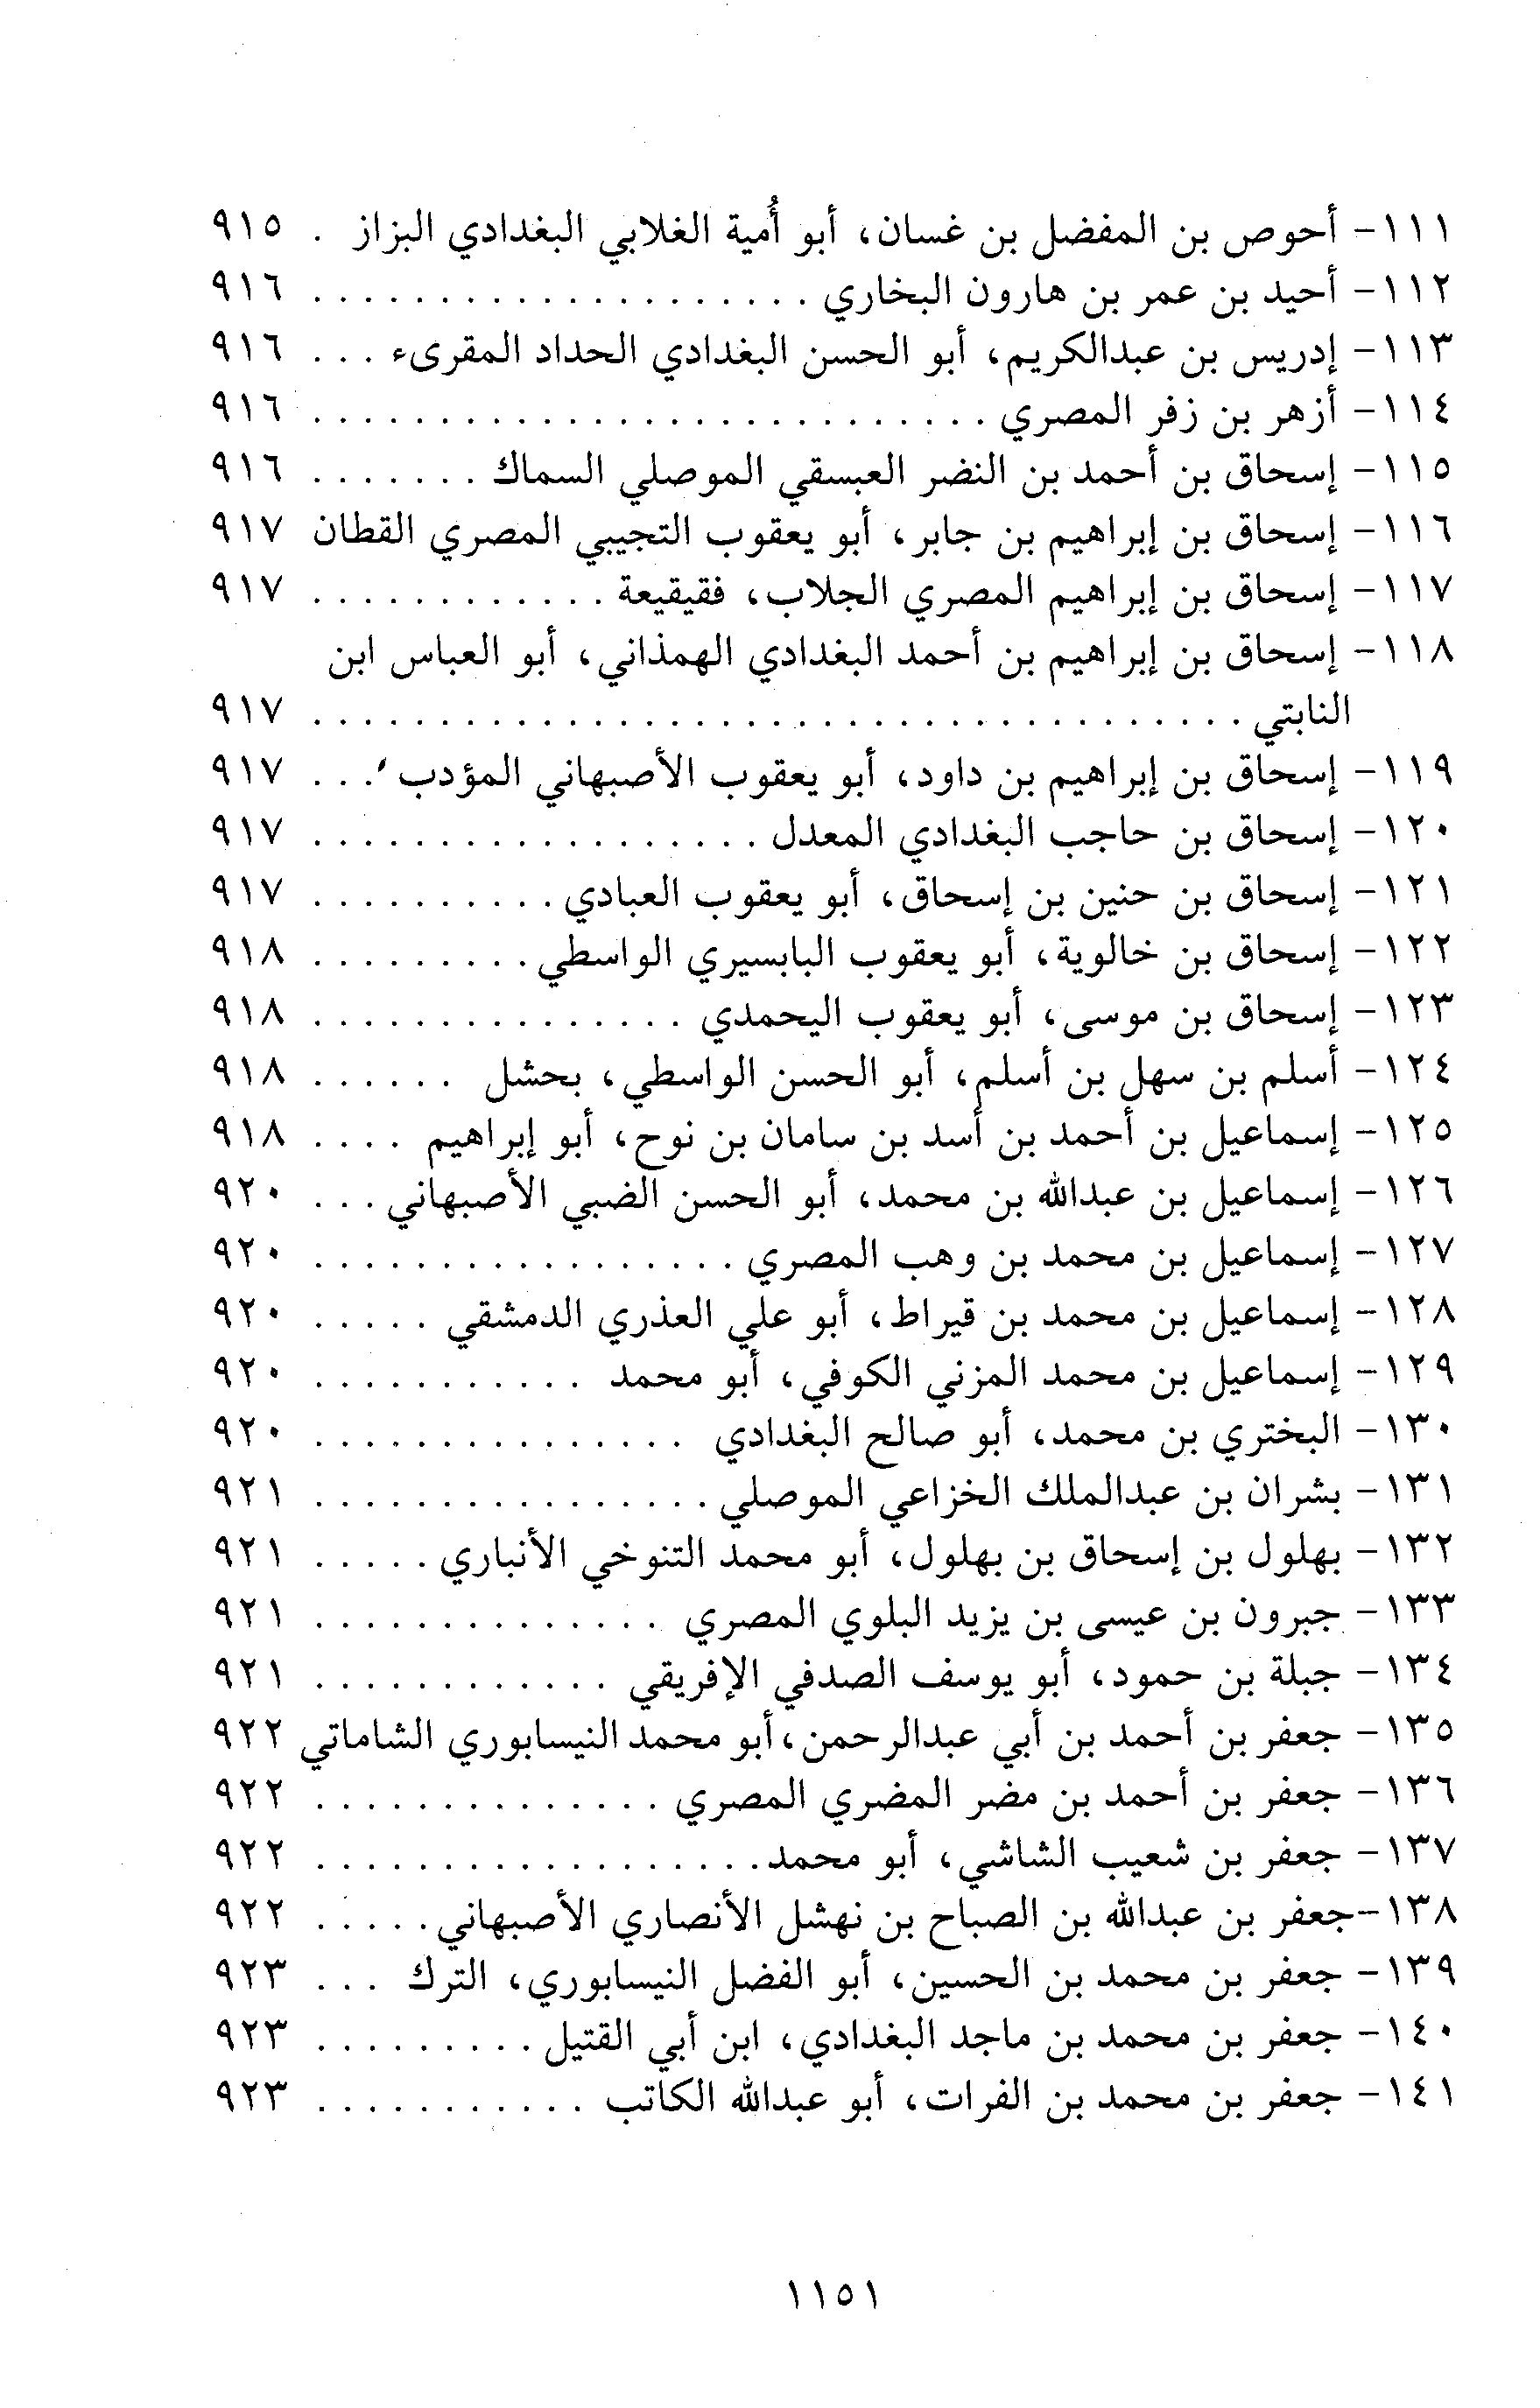 ١١١- أحوص بن المفضل بن غسان، أبو أُمية الغلابي البغدادي البزاز . ٩١٥
١١٢- أحيد بن عمر بن هارون البخاري . . . . . . . . . . . . . . . . . . . . ٩١٦
١١٣- إدريس بن عبدالكريم، أبو الحسن البغدادي الحداد المقرىء . . . ٩١٦
١١٤- أزهر بن زفر المصري . . . . . . . . . . . . . . . . . . . . . . . . . . . ٩١٦
١١٥- إسحاق بن أحمد بن النضر العبسقي الموصلي السماك . . . . . . . ٩١٦
١١٦- إسحاق بن إبراهيم بن جابر، أبو يعقوب التجيبي المصري القطان ٩١٧
١١٧- إسحاق بن إبراهيم المصري الجلاب، فقيقيعة . . . . . . . . . . . . ٩١٧
١١٨- إسحاق بن إبراهيم بن أحمد البغدادي الهمذاني، أبو العباس ابن
النابتي . . . . . . . . . . . . . . . . . . . . . . . . . . . . . . . . . . . . . ٩١٧
١١٩- إسحاق بن إبراهيم بن داود، أبو يعقوب الأصبهاني المؤدب . . . ٩١٧
١٢٠- إسحاق بن حاجب البغدادي المعدل . . . . . . . . . . . . . . . . . . ٩١٧
١٢١- إسحاق بن حنين بن إسحاق، أبو يعقوب العبادي . . . . . . . . . . ٩١٧
١٢٢- إسحاق بن خالوية، أبو يعقوب البابسيري الواسطي . . . . . . . . . ٩١٨
١٢٣- إسحاق بن موسى، أبو يعقوب اليحمدي . . . . . . . . . . . . . . . ٩١٨
١٢٤- أسلم بن سهل بن أسلم، أبو الحسن الواسطي، بحشل . . . . . . ٩١٨
١٢٥- إسماعيل بن أحمد بن أسد بن سامان بن نوح، أبو إبراهيم . . . . ٩١٨
١٢٦- إسماعيل بن عبدالله بن محمد، أبو الحسن الضبي الأصبهاني . . . ٩٢٠
١٢٧- إسماعيل بن محمد بن وهب المصري . . . . . . . . . . . . . . . . . ٩٢٠
١٢٨- إسماعيل بن محمد بن قيراط، أبو علي العذري الدمشقي . . . . . ٩٢٠
١٢٩- إسماعيل بن محمد المزني الكوفي، أبو محمد . . . . . . . . . . . ٩٢٠
١٣٠- البختري بن محمد، أبو صالح البغدادي . . . . . . . . . . . . . . . ٩٢٠
١٣١- بشران بن عبدالملك الخزاعي الموصلي . . . . . . . . . . . . . . . . ٩٢١
١٣٢- بهلول بن إسحاق بن بهلول، أبو محمد التنوخي الأنباري . . . . . ٩٢١
١٣٣- جبرون بن عيسى بن يزيد البلوي المصري . . . . . . . . . . . . . . ٩٢١
١٣٤- جبلة بن حمود، أبو يوسف الصدفي الإفريقي . . . . . . . . . . . . ٩٢١
١٣٥- جعفر بن أحمد بن أبي عبدالرحمن، أبو محمد النيسابوري الشاماتي ٩٢٢
١٣٦- جعفر بن أحمد بن مضر المضري المصري . . . . . . . . . . . . . . ٩٢٢
١٣٧- جعفر بن شعيب الشاشي، أبو محمد. . . . . . . . . . . . . . . . . . ٩٢٢
١٣٨-جعفر بن عبدالله بن الصباح بن نهشل الأنصاري الأصبهاني . . . . . ٩٢٢
١٣٩- جعفر بن محمد بن الحسين، أبو الفضل النيسابوري، الترك . . . ٩٢٣
١٤٠- جعفر بن محمد بن ماجد البغدادي، ابن أبي القتيل . . . . . . . . . ٩٢٣
١٤١- جعفر بن محمد بن الفرات، أبو عبدالله الكاتب . . . . . . . . . . . ٩٢٣
١١٥١